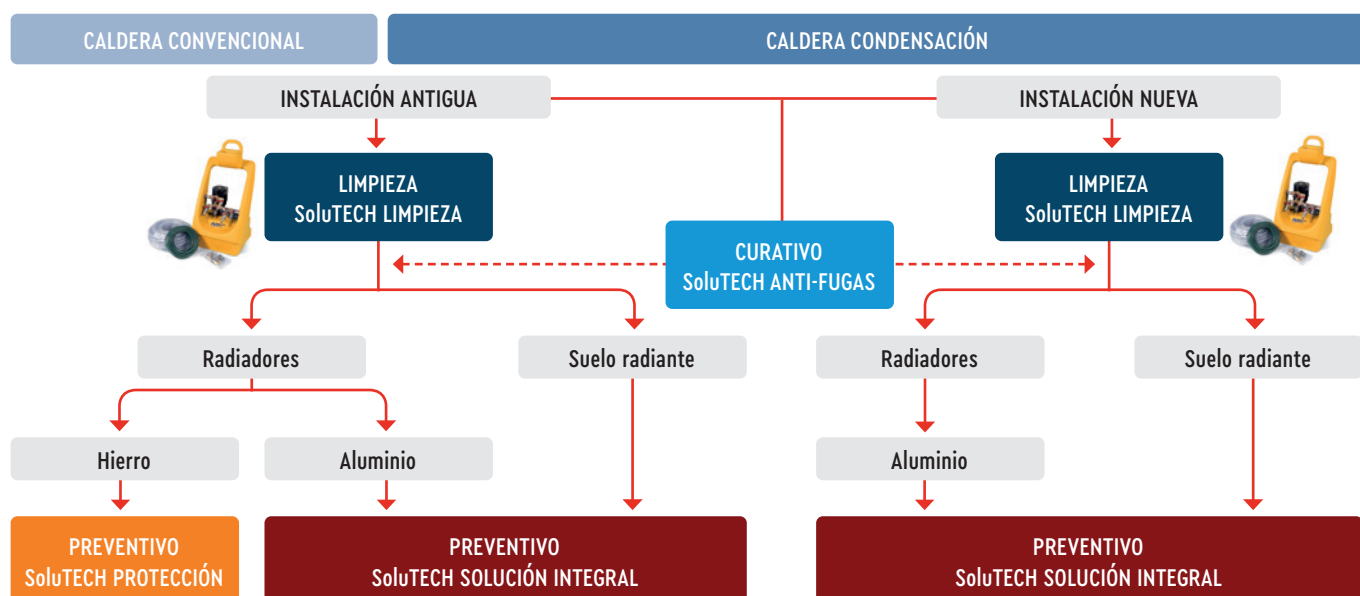 CALDERA CONVENCIONAL
CALDERA CONDENSACIÓN
INSTALACIÓN ANTIGUA
INSTALACIÓN NUEVA
LIMPIEZA
SoluTECH LIMPIEZA
LIMPIEZA
SoluTECH LIMPIEZA
CURATIVO
SoluTECH ANTI-FUGAS
Radiadores
Suelo radiante
Radiadores
Suelo radiante
Hierro
Aluminio
Aluminio
PREVENTIVO
SoluTECH PROTECCIÓN
PREVENTIVO
SoluTECH SOLUCIÓN INTEGRAL
PREVENTIVO
SoluTECH SOLUCIÓN INTEGRAL